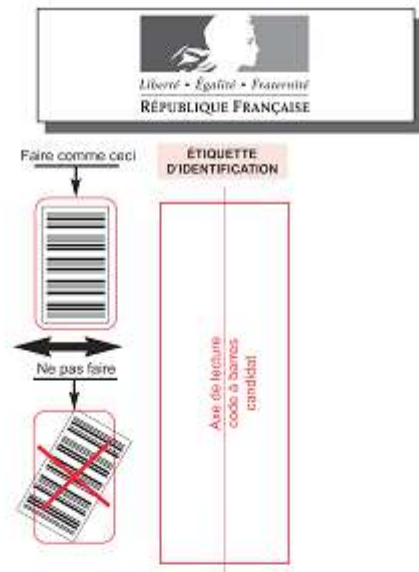 Liberté • Égalité • Fraternité
RÉPUBLIQUE FRANÇAISE
Faire comme ceci
ÉTIQUETTE
D'IDENTIFICATION
Ne pas faire
Axe de lecture
code à barres
candidat